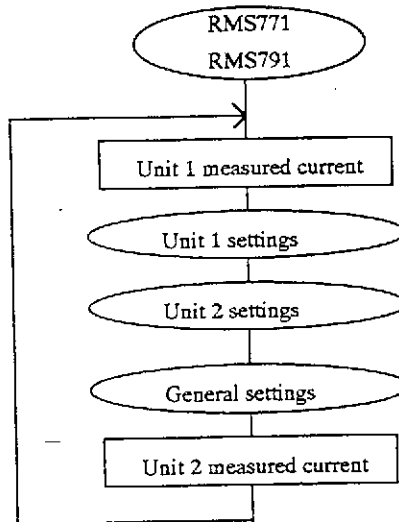 RMS771
RMS791
Unit 1 measured current
Unit 1 settings
Unit 2 settings
General settings
Unit 2 measured current